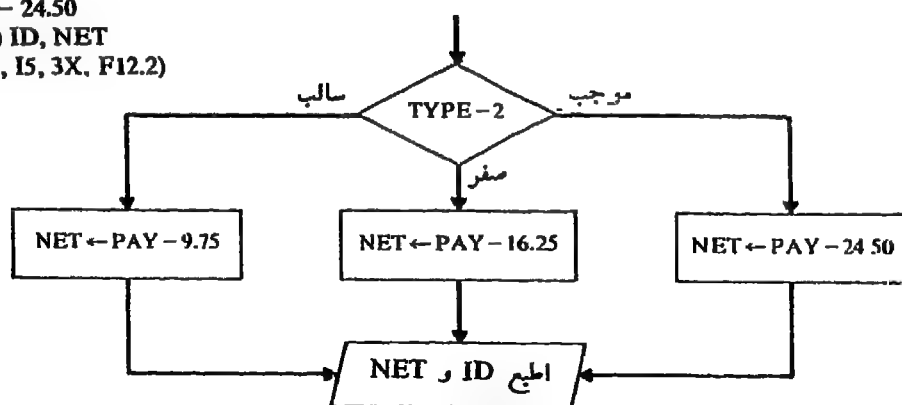 – 24.50
) ID, NET
, I5, 3X, F12.2)
سالب
TYPE–2
موجب
صفر
NET←PAY–9.75
NET←PAY–16.25
NET←PAY–24 50
اطبع ID و NET